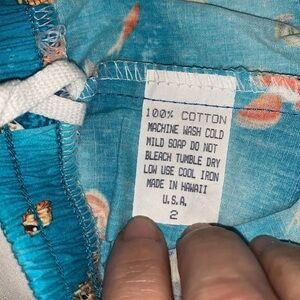 100% COTTON
MACHINE WASH COLD
MILD SOAP DO NOT
BLEACH TUMBLE DRY
LOW USE COOL IRON
MADE IN HAWAII
U.S.A.
2